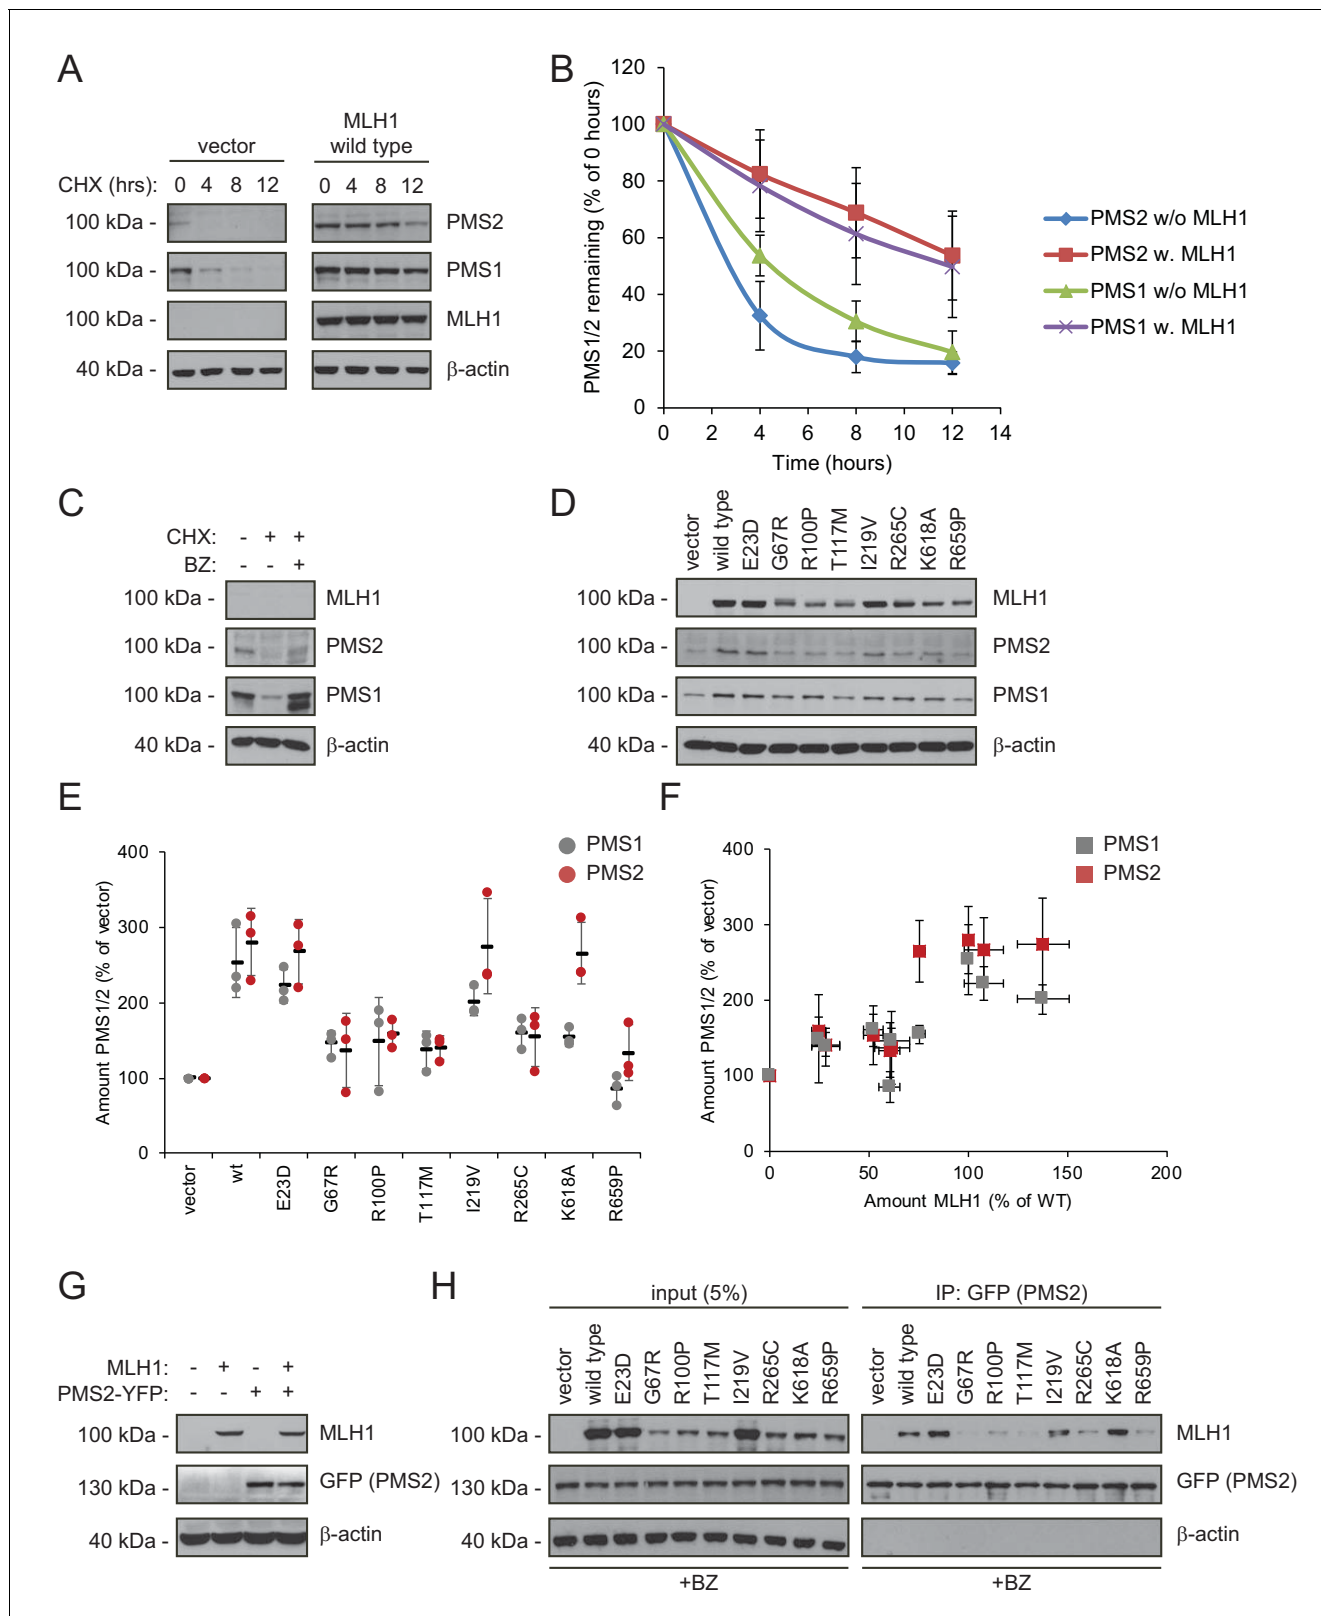 A
vector
MLH1
wild type
CHX (hrs): 0 4 8 12 0 4 8 12
100 kDa - PMS2
100 kDa - PMS1
100 kDa - MLH1
40 kDa - β-actin
B
PMS1/2 remaining (% of 0 hours)
120
100
80
60
40
20
0
0 2 4 6 8 10 12 14
Time (hours)
PMS2 w/o MLH1
PMS2 w. MLH1
PMS1 w/o MLH1
PMS1 w. MLH1
C
CHX: - + +
BZ: - - +
100 kDa - MLH1
100 kDa - PMS2
100 kDa - PMS1
40 kDa - β-actin
D
vector wild type E23D G67R R100P T117M I219V R265C K618A R659P
100 kDa - MLH1
100 kDa - PMS2
100 kDa - PMS1
40 kDa - β-actin
E
Amount PMS1/2 (% of vector)
400
300
200
100
0
PMS1
PMS2
vector wt E23D G67R R100P T117M I219V R265C K618A R659P
F
Amount PMS1/2 (% of vector)
400
300
200
100
0
PMS1
PMS2
0 50 100 150 200
Amount MLH1 (% of WT)
G
MLH1: - + - +
PMS2-YFP: - - + +
100 kDa - MLH1
130 kDa - GFP (PMS2)
40 kDa - β-actin
H
input (5%) IP: GFP (PMS2)
vector wild type E23D G67R R100P T117M I219V R265C K618A R659P vector wild type E23D G67R R100P T117M I219V R265C K618A R659P
100 kDa - MLH1
130 kDa - GFP (PMS2)
40 kDa - β-actin
+BZ +BZ